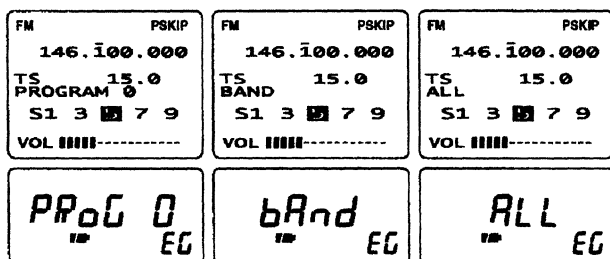 FM PSKIP
146.100.000
TS 15.0
PROGRAM 0
S1 3 5 7 9
VOL
FM PSKIP
146.100.000
TS 15.0
BAND
S1 3 5 7 9
VOL
FM PSKIP
146.100.000
TS 15.0
ALL
S1 3 5 7 9
VOL
PRoG 0
EG
bAnd
EG
ALL
EG